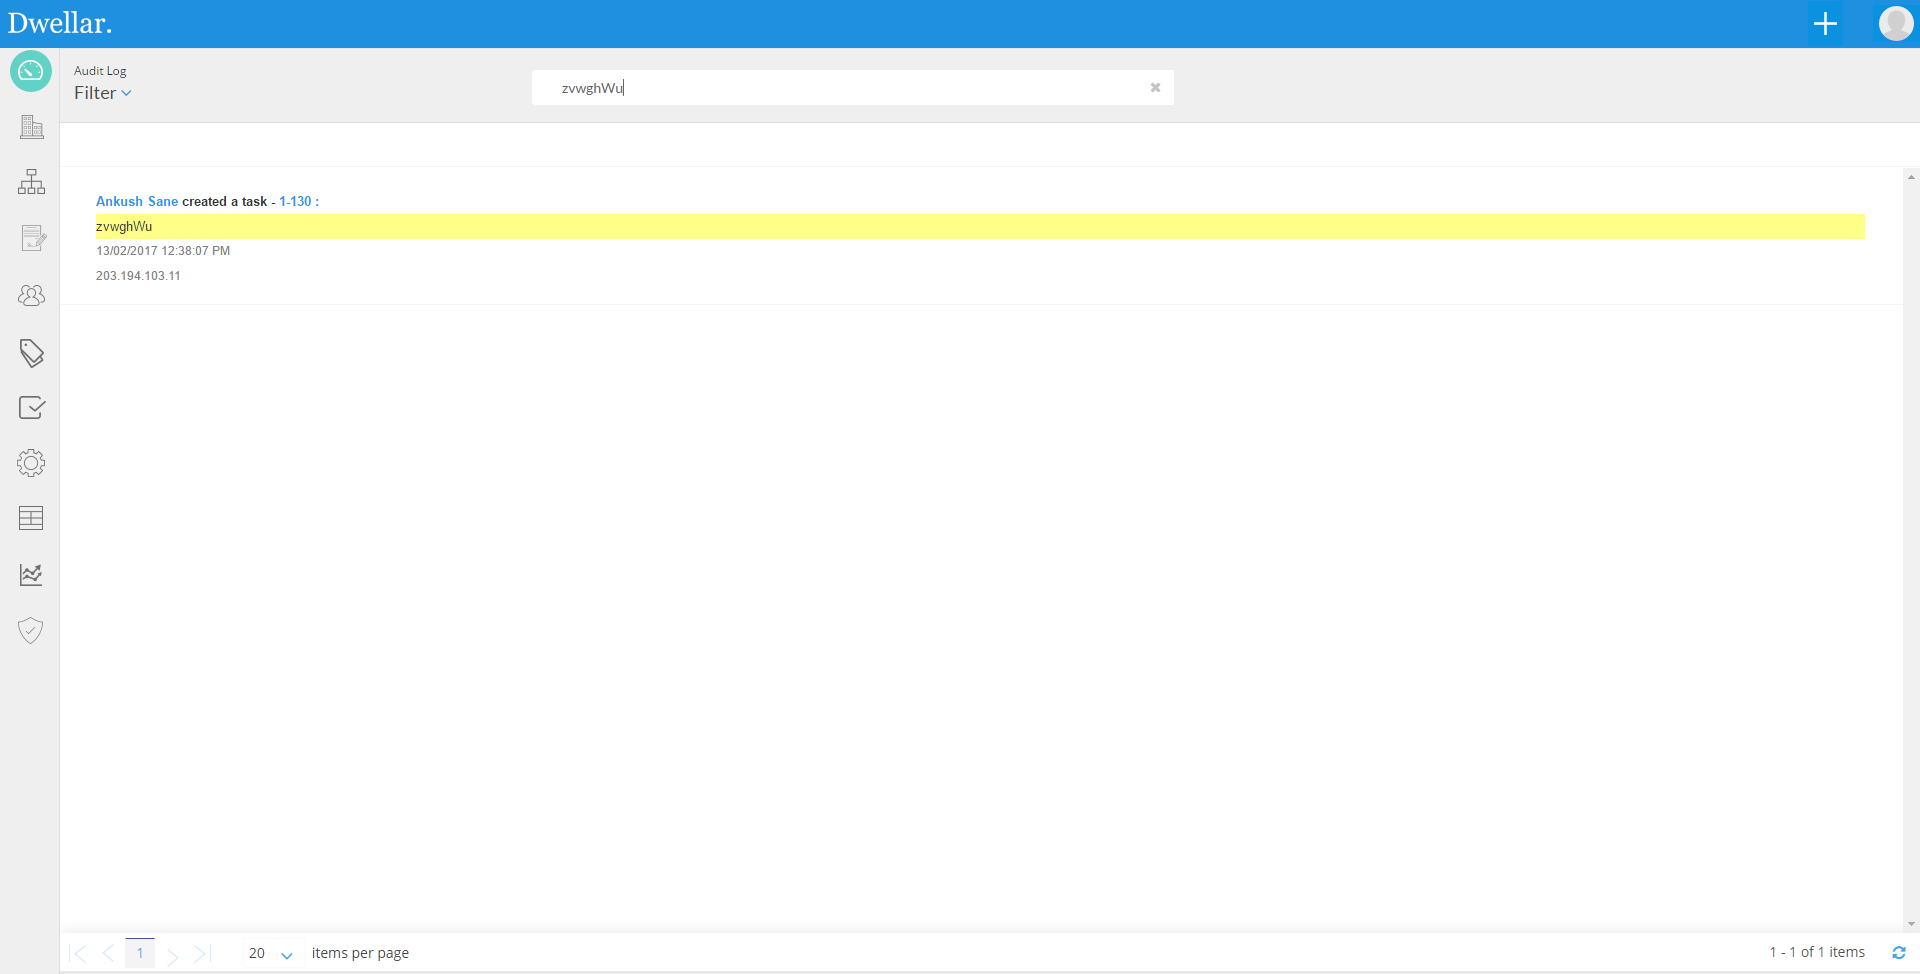 Dwellar.
Audit Log
Filter
zvwghWu
Ankush Sane created a task - 1-130 :
zvwghWu
13/02/2017 12:38:07 PM
203.194.103.11
1
20
items per page
1 - 1 of 1 items